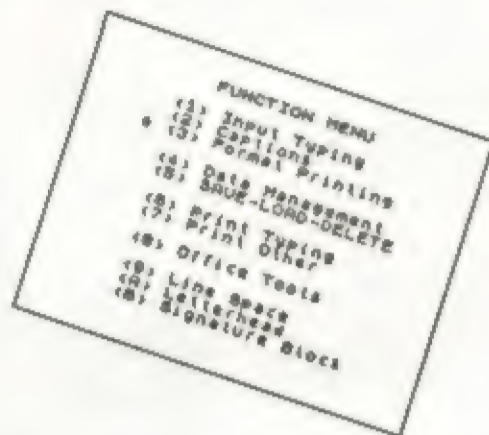 FUNCTION MENU
(1) Input Typing
(2) Captions
* (3) Format Printing
(4) Data Management
(5) SAVE-LOAD-DELETE
(6) Print Typing
(7) Print Other
(8) Office Tools
(9) Line Space
(A) Letterhead
(B) Signature Block